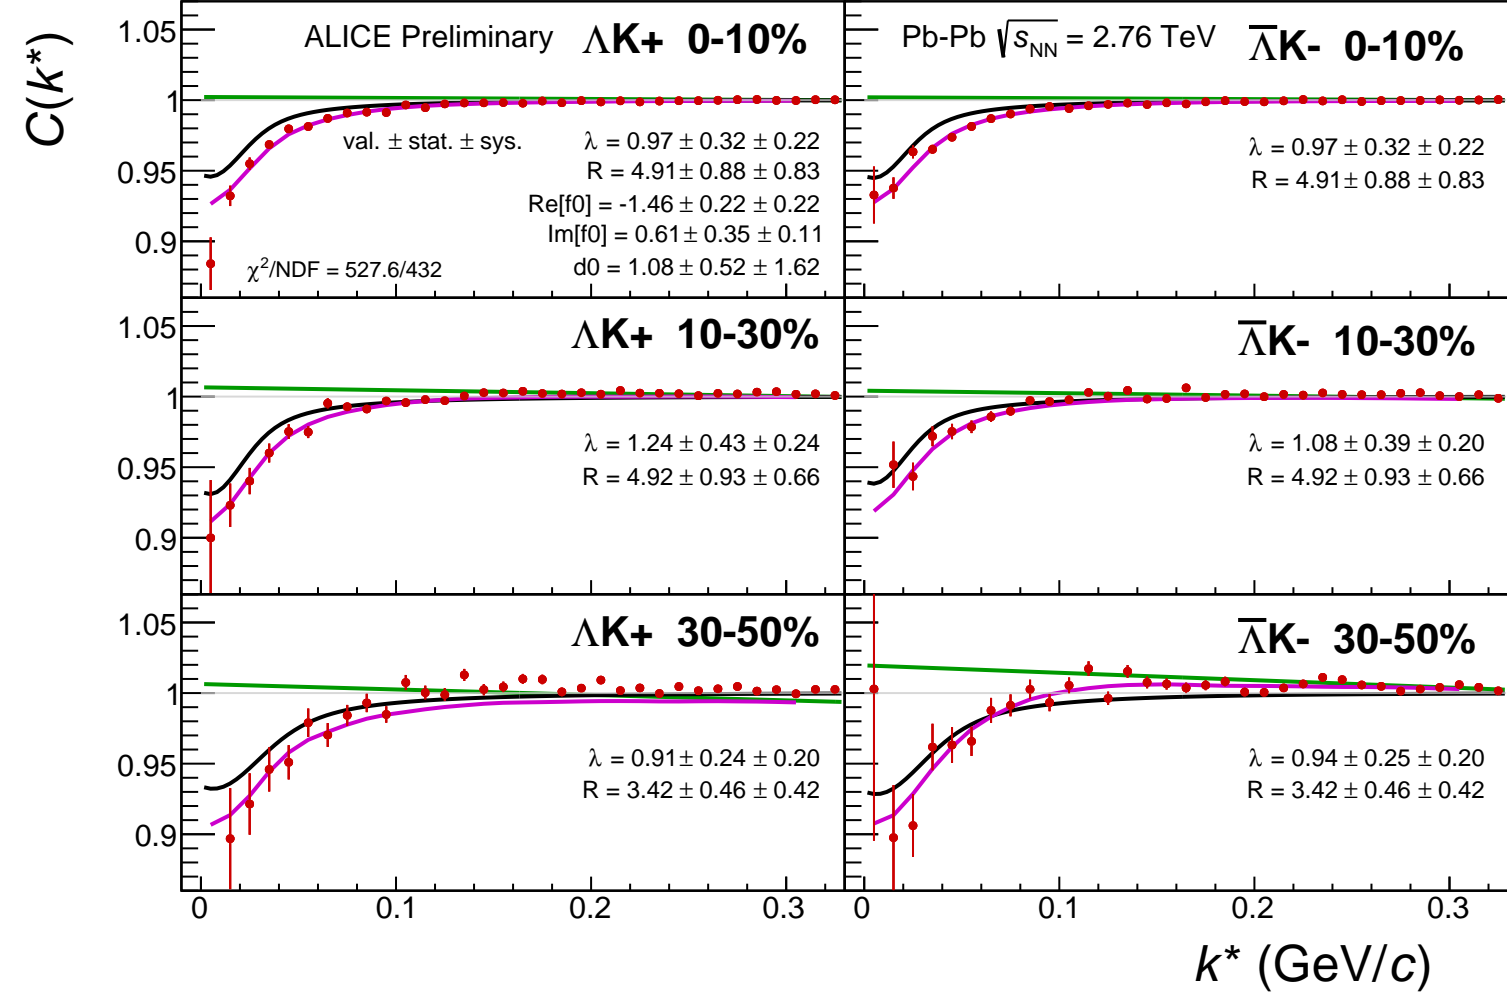 C(k*)
ALICE Preliminary ΛK+ 0-10%
val. ± stat. ± sys.
λ = 0.97 ± 0.32 ± 0.22
R = 4.91± 0.88 ± 0.83
Re[f0] = -1.46 ± 0.22 ± 0.22
Im[f0] = 0.61± 0.35 ± 0.11
d0 = 1.08 ± 0.52 ± 1.62
χ²/NDF = 527.6/432
1.05
1
0.95
0.9
Pb-Pb √s_NN = 2.76 TeV Λ̅K- 0-10%
λ = 0.97 ± 0.32 ± 0.22
R = 4.91± 0.88 ± 0.83
ΛK+ 10-30%
λ = 1.24 ± 0.43 ± 0.24
R = 4.92 ± 0.93 ± 0.66
1.05
1
0.95
0.9
Λ̅K- 10-30%
λ = 1.08 ± 0.39 ± 0.20
R = 4.92 ± 0.93 ± 0.66
ΛK+ 30-50%
λ = 0.91± 0.24 ± 0.20
R = 3.42 ± 0.46 ± 0.42
1.05
1
0.95
0.9
Λ̅K- 30-50%
λ = 0.94 ± 0.25 ± 0.20
R = 3.42 ± 0.46 ± 0.42
0 0.1 0.2 0.3
0 0.1 0.2 0.3
k* (GeV/c)